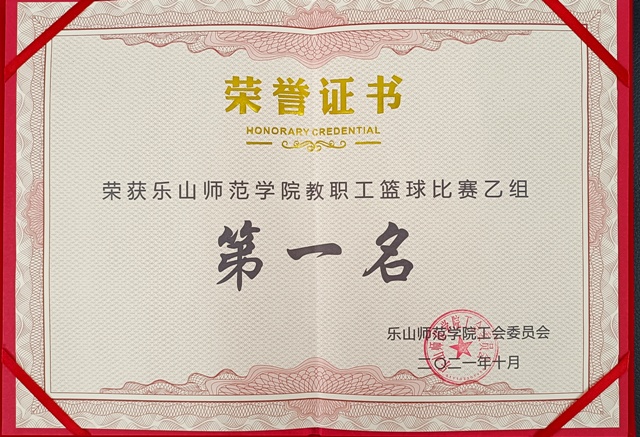 荣誉证书
HONORARY CREDENTIAL
荣获乐山师范学院教职工篮球比赛乙组
第一名
乐山师范学院工会委员会
二〇二一年十月